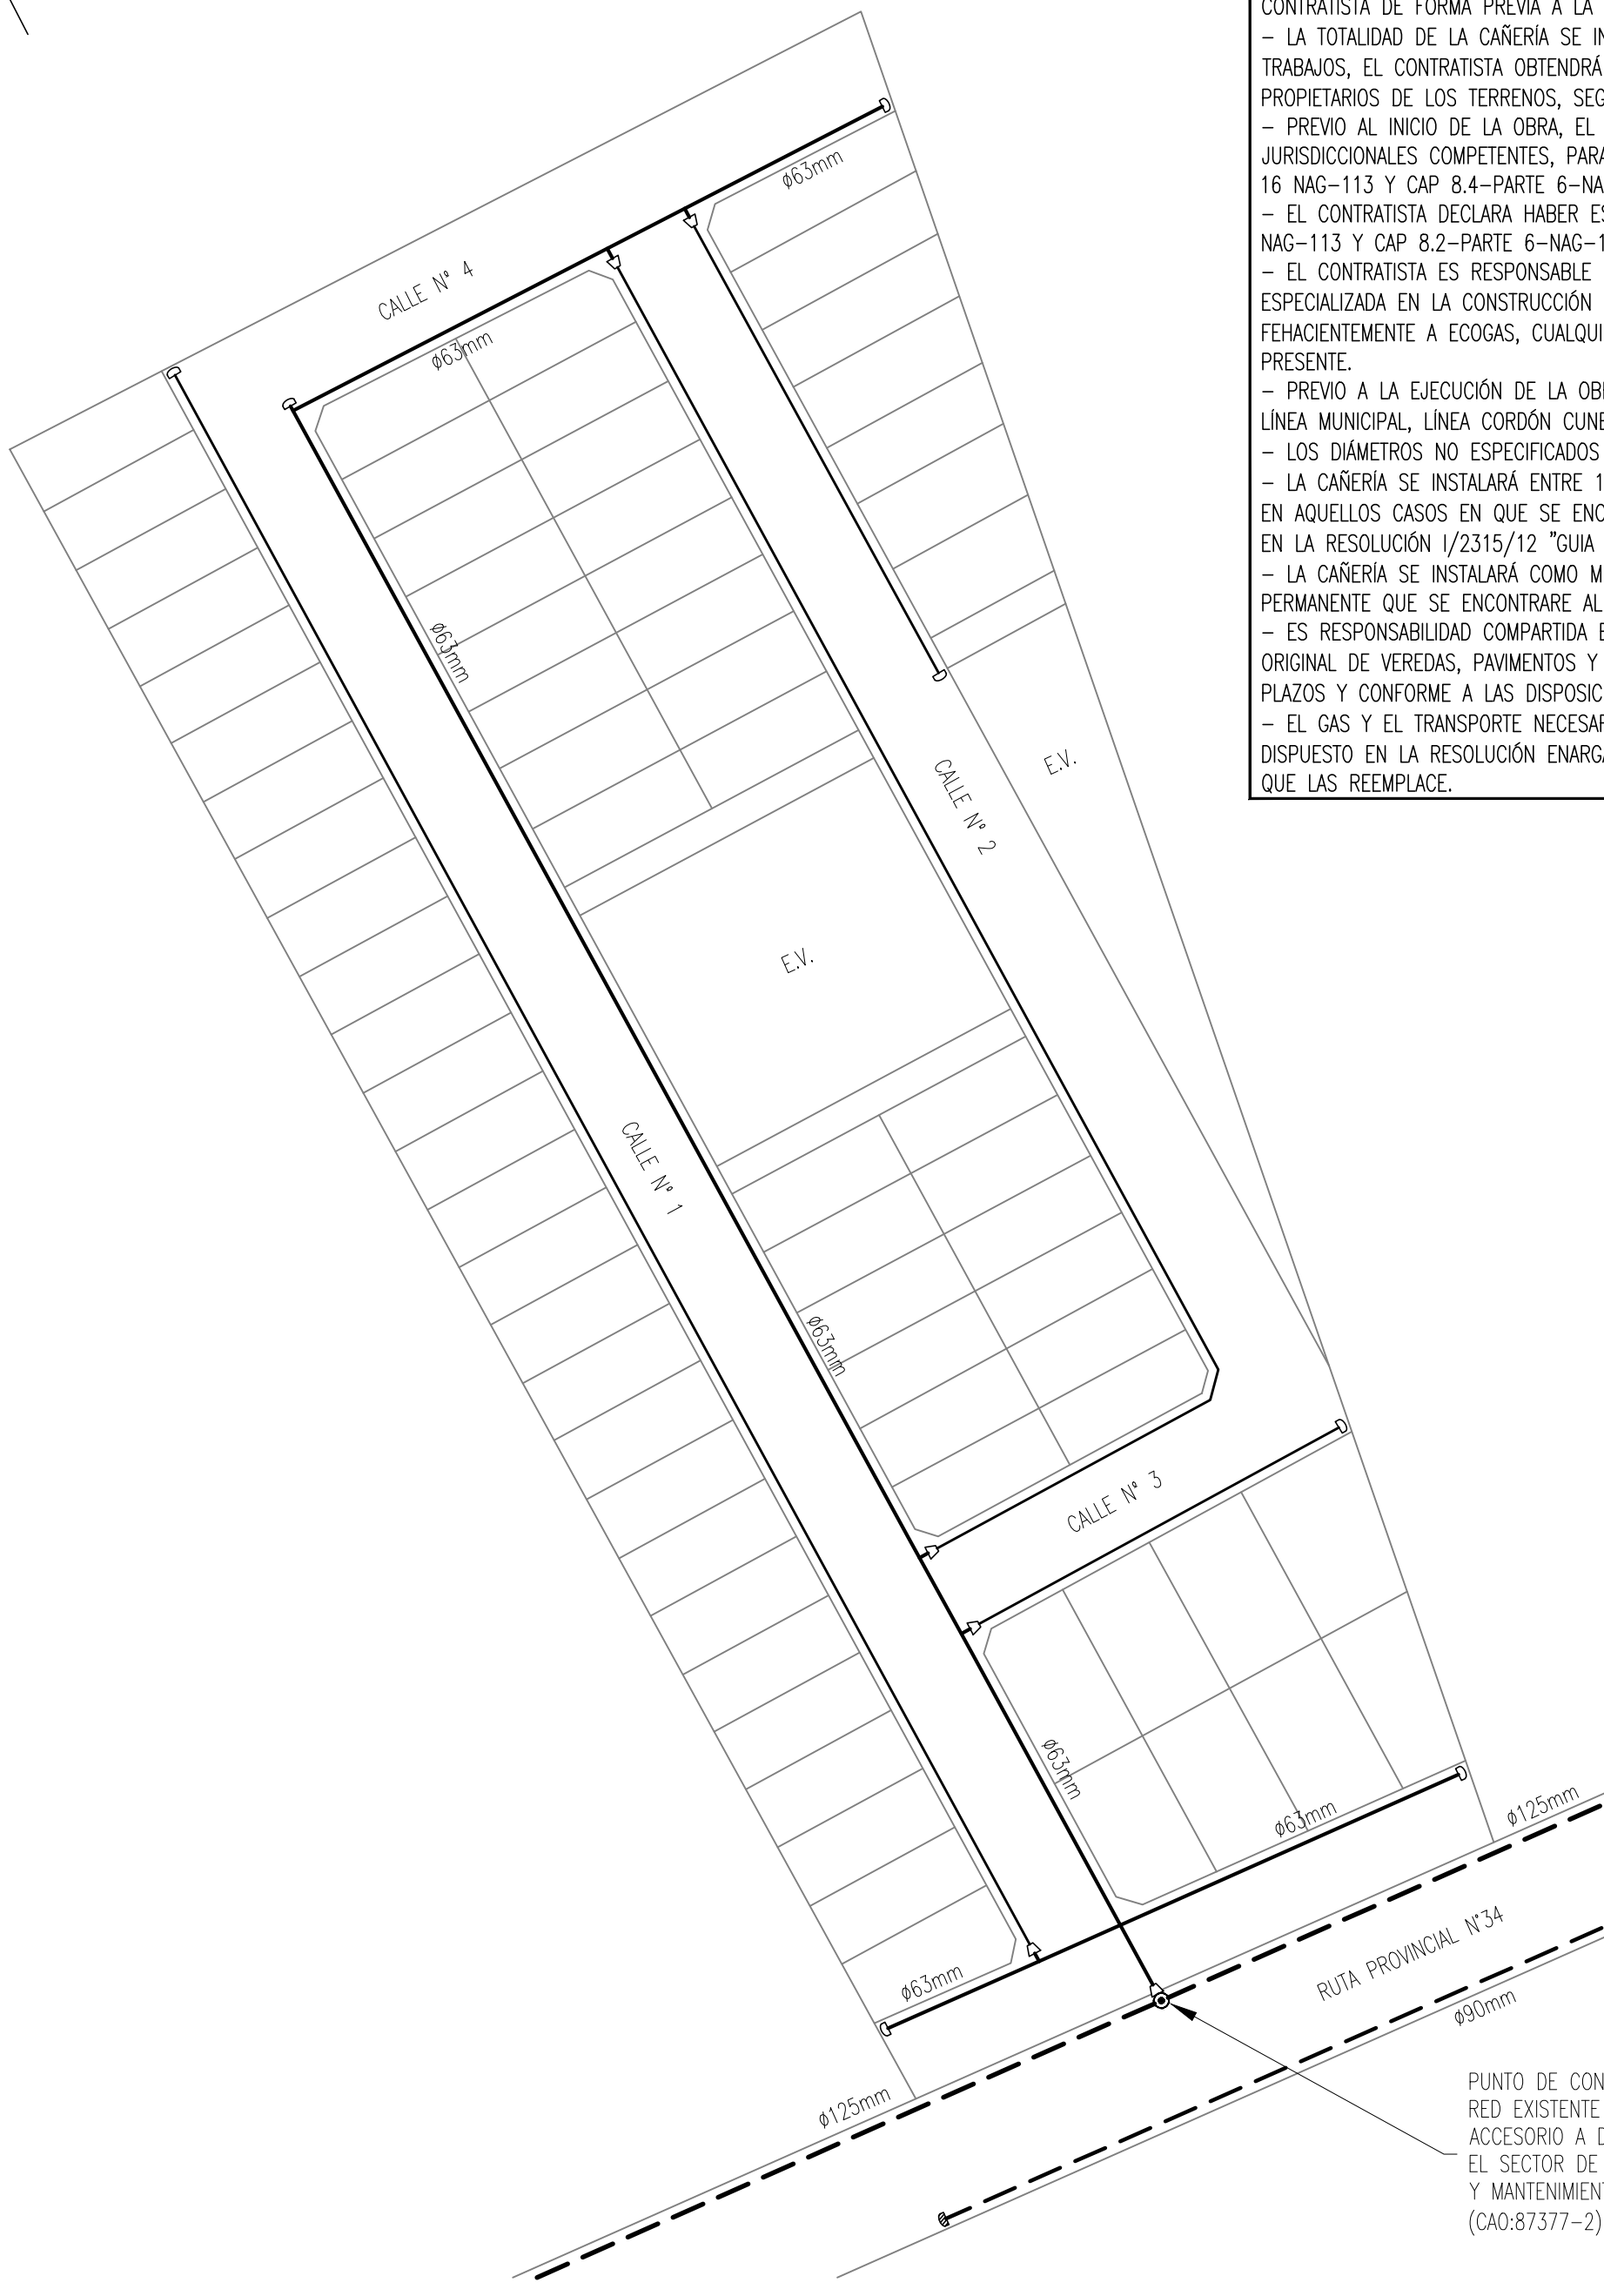 CONTRATISTA DE FORMA PREVIA A LA
– LA TOTALIDAD DE LA CAÑERÍA SE IN
TRABAJOS, EL CONTRATISTA OBTENDRÁ
PROPIETARIOS DE LOS TERRENOS, SEG
– PREVIO AL INICIO DE LA OBRA, EL
JURISDICCIONALES COMPETENTES, PARA
16 NAG–113 Y CAP 8.4–PARTE 6–NA
– EL CONTRATISTA DECLARA HABER ES
NAG–113 Y CAP 8.2–PARTE 6–NAG–1
– EL CONTRATISTA ES RESPONSABLE
ESPECIALIZADA EN LA CONSTRUCCIÓN
FEHACIENTEMENTE A ECOGAS, CUALQUI
PRESENTE.
– PREVIO A LA EJECUCIÓN DE LA OB
LÍNEA MUNICIPAL, LÍNEA CORDÓN CUNE
– LOS DIÁMETROS NO ESPECIFICADOS
– LA CAÑERÍA SE INSTALARÁ ENTRE 1
EN AQUELLOS CASOS EN QUE SE ENC
EN LA RESOLUCIÓN I/2315/12 "GUIA
– LA CAÑERÍA SE INSTALARÁ COMO M
PERMANENTE QUE SE ENCONTRARE AL
– ES RESPONSABILIDAD COMPARTIDA E
ORIGINAL DE VEREDAS, PAVIMENTOS Y
PLAZOS Y CONFORME A LAS DISPOSIC
– EL GAS Y EL TRANSPORTE NECESAR
DISPUESTO EN LA RESOLUCIÓN ENARGA
QUE LAS REEMPLACE.
ø63mm
CALLE N° 4
ø63mm
ø63mm
CALLE N° 2
E.V.
E.V.
CALLE N° 1
ø63mm
CALLE N° 3
ø63mm
ø63mm
ø125mm
ø63mm
RUTA PROVINCIAL N°34
ø90mm
ø125mm
PUNTO DE CON
RED EXISTENTE
ACCESORIO A D
EL SECTOR DE
Y MANTENIMIENT
(CAO:87377–2)